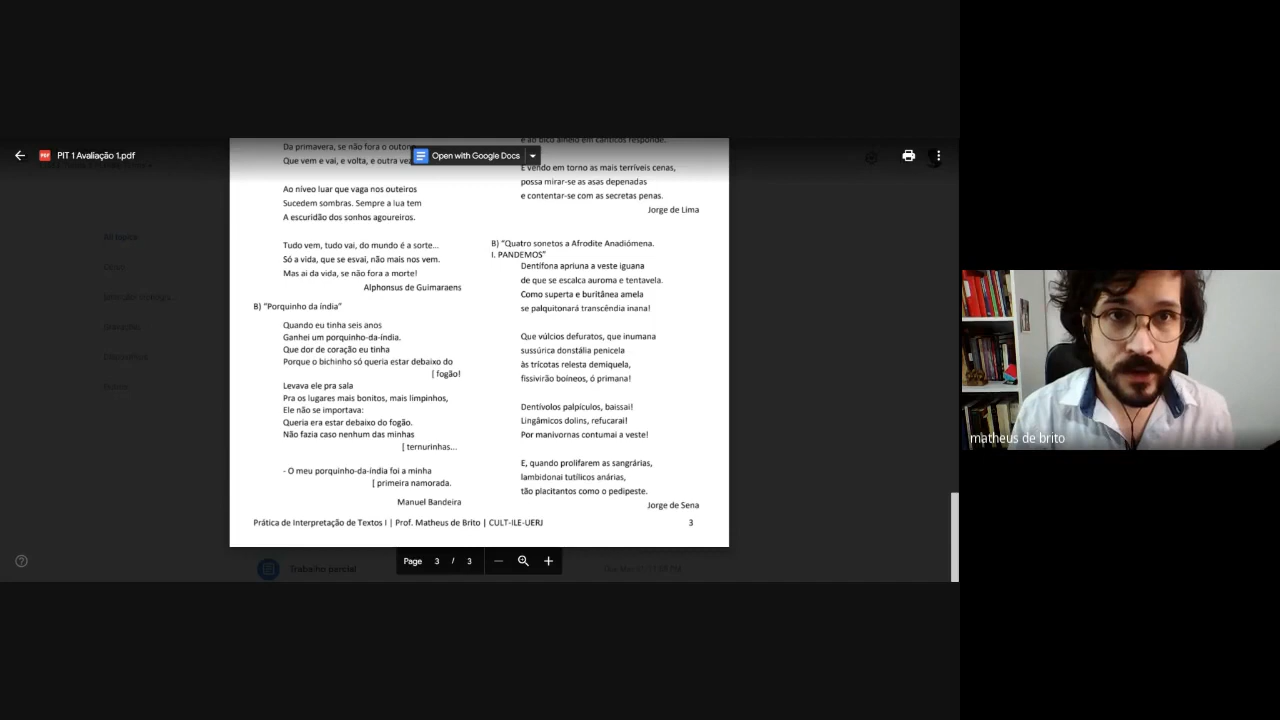 PIT 1 Avaliação 1.pdf
Open with Google Docs
Da primavera, se não fora o outono
Que vem e vai, e volta, e outra vez
Ao níveo luar que vaga nos outeiros
Sucedem sombras. Sempre a lua tem
A escuridão dos sonhos agoureiros.
Tudo vem, tudo vai, do mundo é a sorte...
Só a vida, que se esvai, não mais nos vem.
Mas ai da vida, se não fora a morte!
Alphonsus de Guimaraens
B) "Porquinho da índia"
Quando eu tinha seis anos
Ganhei um porquinho-da-índia.
Que dor de coração eu tinha
Porque o bichinho só queria estar debaixo do
[ fogão!
Levava ele pra sala
Pra os lugares mais bonitos, mais limpinhos,
Ele não se importava:
Queria era estar debaixo do fogão.
Não fazia caso nenhum das minhas
[ ternurinhas...
- O meu porquinho-da-índia foi a minha
[ primeira namorada.
Manuel Bandeira
E vendo em torno as mais terríveis cenas,
possa mirar-se as asas depenadas
e contentar-se com as secretas penas.
Jorge de Lima
B) "Quatro sonetos a Afrodite Anadiómena.
I. PANDEMOS"
Dentífona apriuna a veste iguana
de que se escalca auroma e tentavela.
Como superta e buritânea amela
se palquitonará transcêndia inana!
Que vúlcios defuratos, que inumana
sussúrica donstália penicela
às trícotas relesta demiquela,
fissivirão boíneos, ó primana!
Dentívolos palpículos, baissai!
Lingâmicos dolins, refucarai!
Por manivornas contumai a veste!
E, quando prolifarem as sangrárias,
lambidonai tutílicos anárias,
tão placitantos como o pedipeste.
Jorge de Sena
Prática de Interpretação de Textos I | Prof. Matheus de Brito | CULT-ILE-UERJ
3
Page 3 / 3
Trabalho parcial
matheus de brito